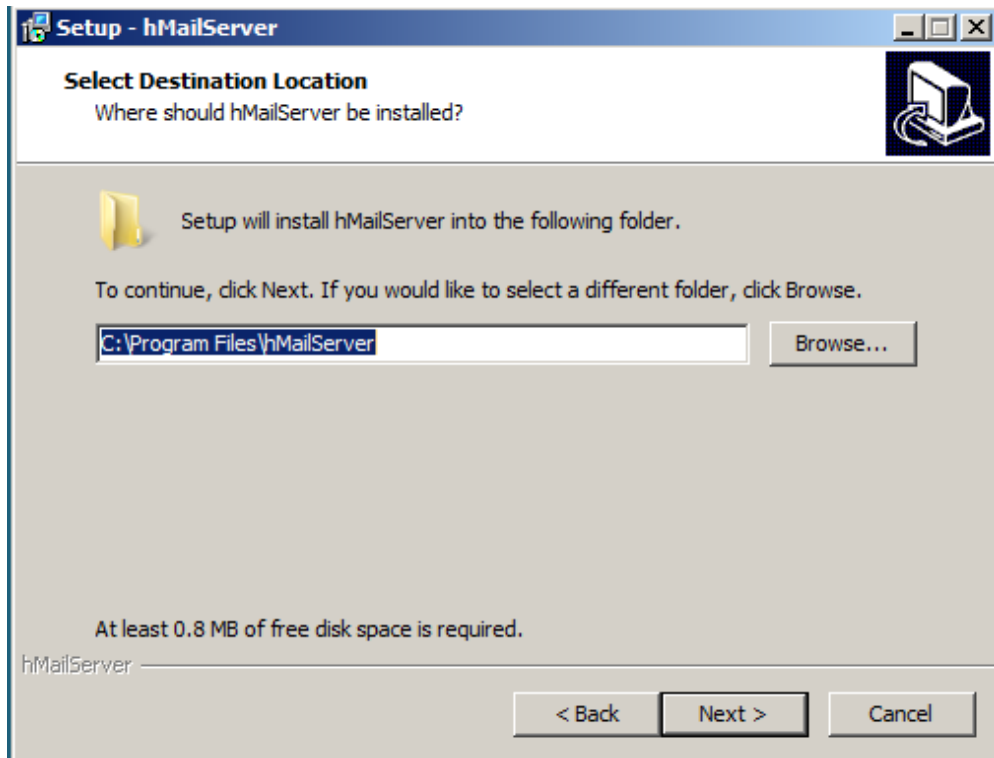 Setup - hMailServer
Select Destination Location
Where should hMailServer be installed?
Setup will install hMailServer into the following folder.
To continue, click Next. If you would like to select a different folder, click Browse.
C:\Program Files\hMailServer
Browse...
At least 0.8 MB of free disk space is required.
hMailServer
< Back
Next >
Cancel